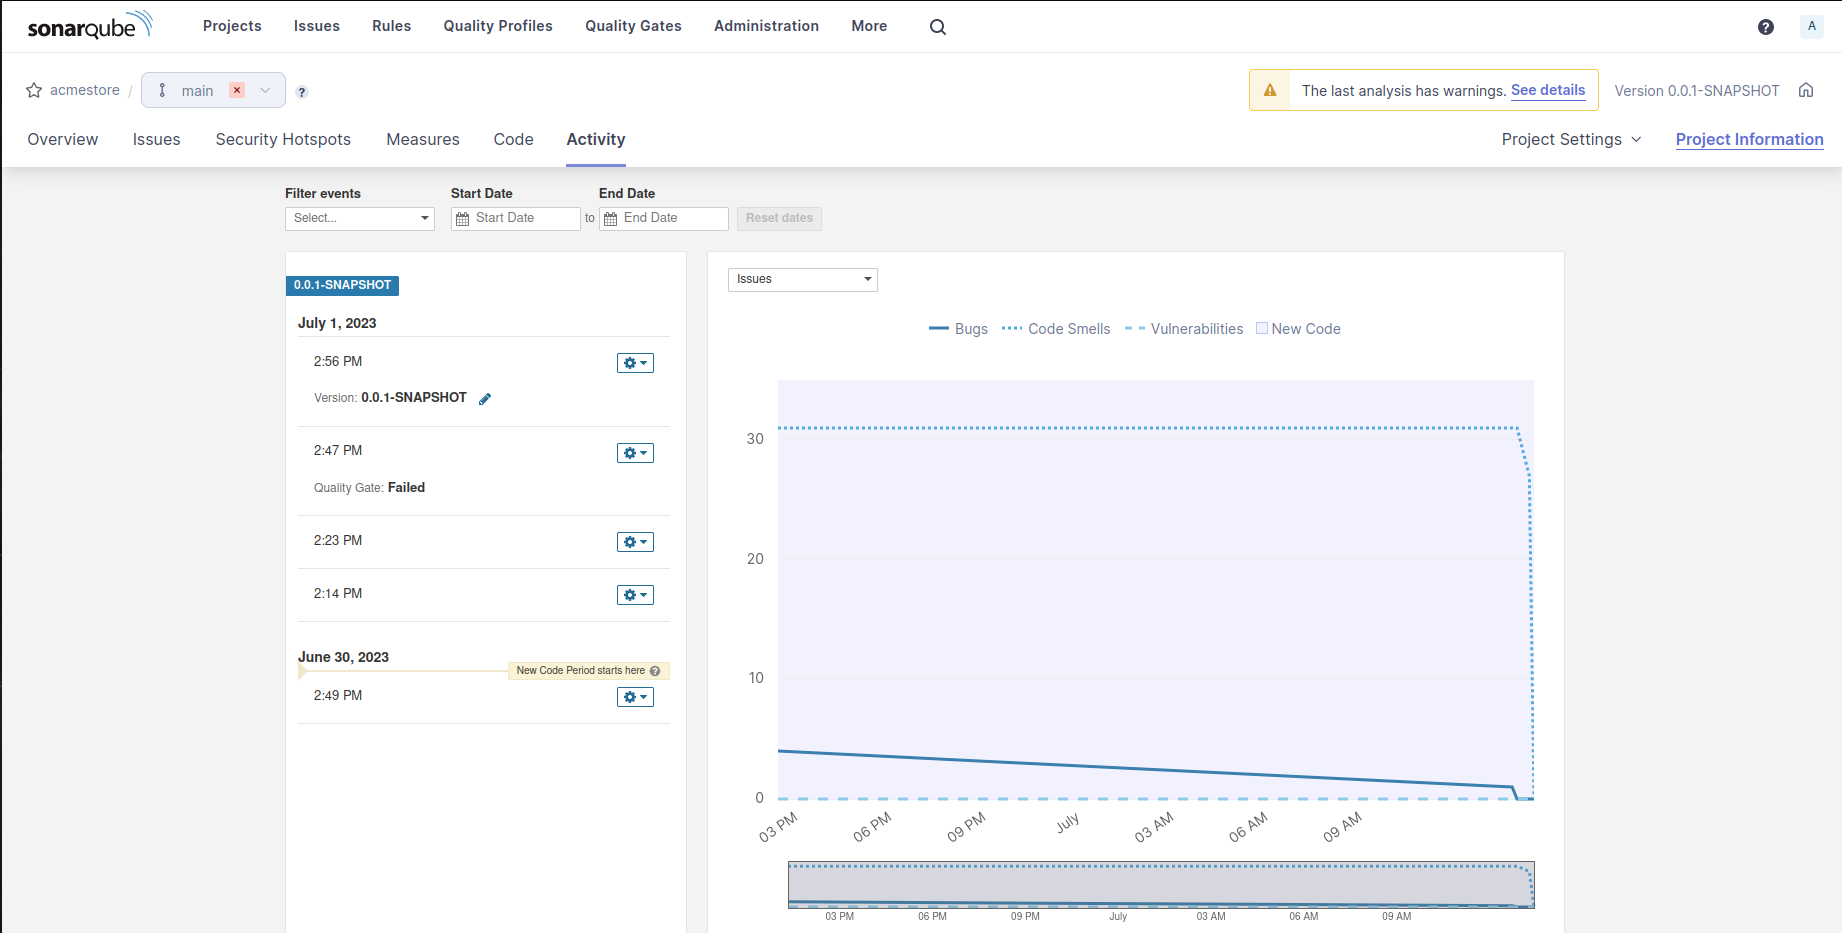 sonarqube Projects Issues Rules Quality Profiles Quality Gates Administration More ? A
acmestore / main × ?
The last analysis has warnings. See details Version 0.0.1-SNAPSHOT
Overview Issues Security Hotspots Measures Code Activity Project Settings Project Information
Filter events Start Date End Date
Select... Start Date to End Date Reset dates
0.0.1-SNAPSHOT
July 1, 2023
2:56 PM
Version: 0.0.1-SNAPSHOT
2:47 PM
Quality Gate: Failed
2:23 PM
2:14 PM
June 30, 2023
New Code Period starts here ?
2:49 PM
Issues
Bugs Code Smells Vulnerabilities New Code
30
20
10
0
03 PM 06 PM 09 PM July 03 AM 06 AM 09 AM
03 PM 06 PM 09 PM July 03 AM 06 AM 09 AM